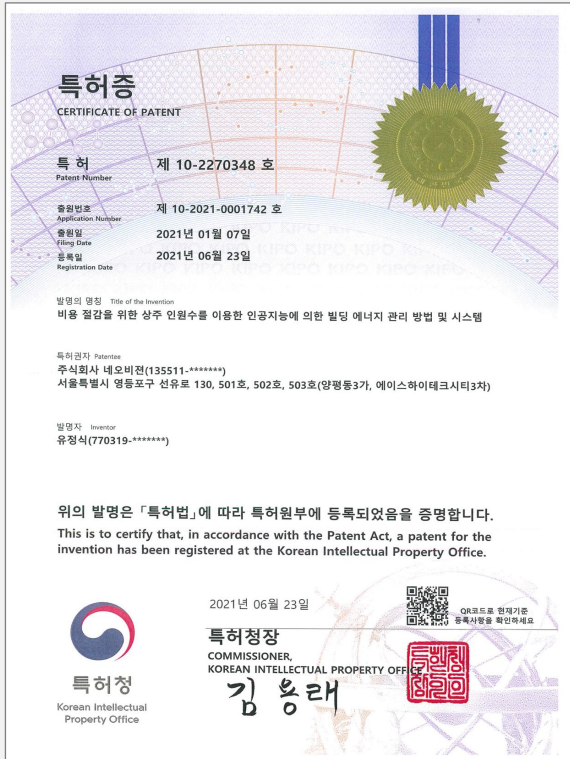 특허증
CERTIFICATE OF PATENT
특 허 제 10-2270348 호
Patent Number
출원번호 제 10-2021-0001742 호
Application Number
출원일 2021년 01월 07일
Filing Date
등록일 2021년 06월 23일
Registration Date
발명의 명칭 Title of the Invention
비용 절감을 위한 상주 인원수를 이용한 인공지능에 의한 빌딩 에너지 관리 방법 및 시스템
특허권자 Patentee
주식회사 네오비젼(135511-*******)
서울특별시 영등포구 선유로 130, 501호, 502호, 503호(양평동3가, 에이스하이테크시티3차)
발명자 Inventor
유정식(770319-*******)
위의 발명은 「특허법」에 따라 특허원부에 등록되었음을 증명합니다.
This is to certify that, in accordance with the Patent Act, a patent for the
invention has been registered at the Korean Intellectual Property Office.
2021년 06월 23일
QR코드로 현재기준
등록사항을 확인하세요
특허청장
COMMISSIONER,
KOREAN INTELLECTUAL PROPERTY OFFICE
김용래
특허청
Korean Intellectual
Property Office